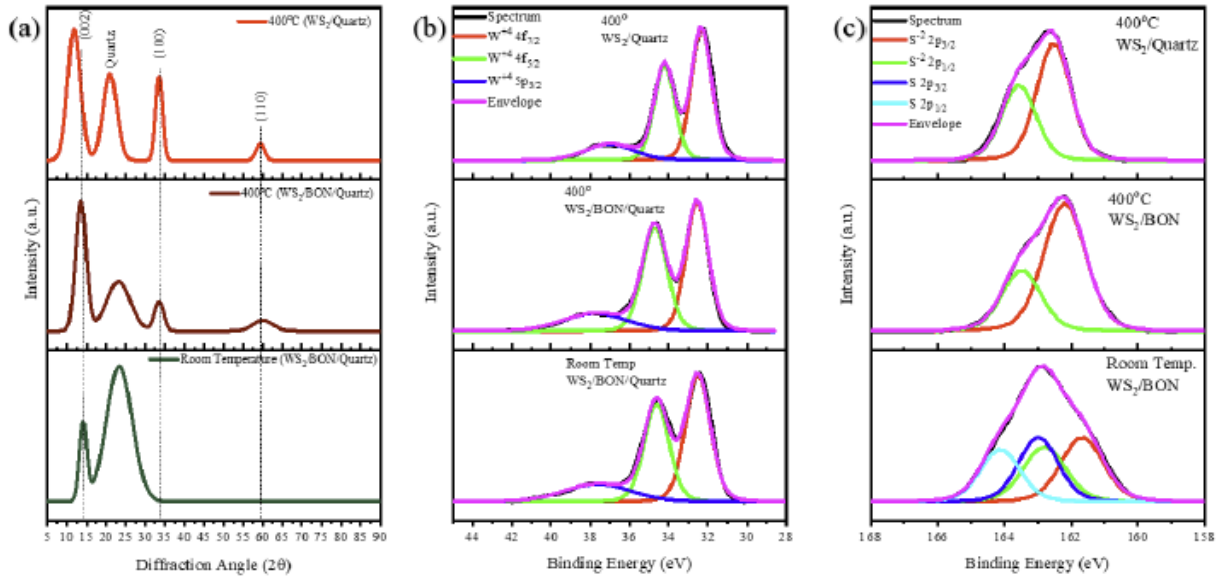 (a)
400°C (WS2/Quartz)
(002)
Quartz
(100)
(110)
400°C (WS2/BON/Quartz)
Room Temperature (WS2/BON/Quartz)
Intensity (a.u.)
5 10 15 20 25 30 35 40 45 50 55 60 65 70 75 80 85 90
Diffraction Angle (2θ)
(b)
Spectrum
W+4 4f7/2
W+4 4f5/2
W+4 5p3/2
Envelope
400°
WS2/Quartz
400°
WS2/BON/Quartz
Room Temp
WS2/BON/Quartz
Intensity (a.u.)
44 42 40 38 36 34 32 30 28
Binding Energy (eV)
(c)
Spectrum
S-2 2p3/2
S-2 2p1/2
S 2p3/2
S 2p1/2
Envelope
400°C
WS2/Quartz
400°C
WS2/BON
Room Temp.
WS2/BON
Intensity (a.u.)
168 166 164 162 160 158
Binding Energy (eV)